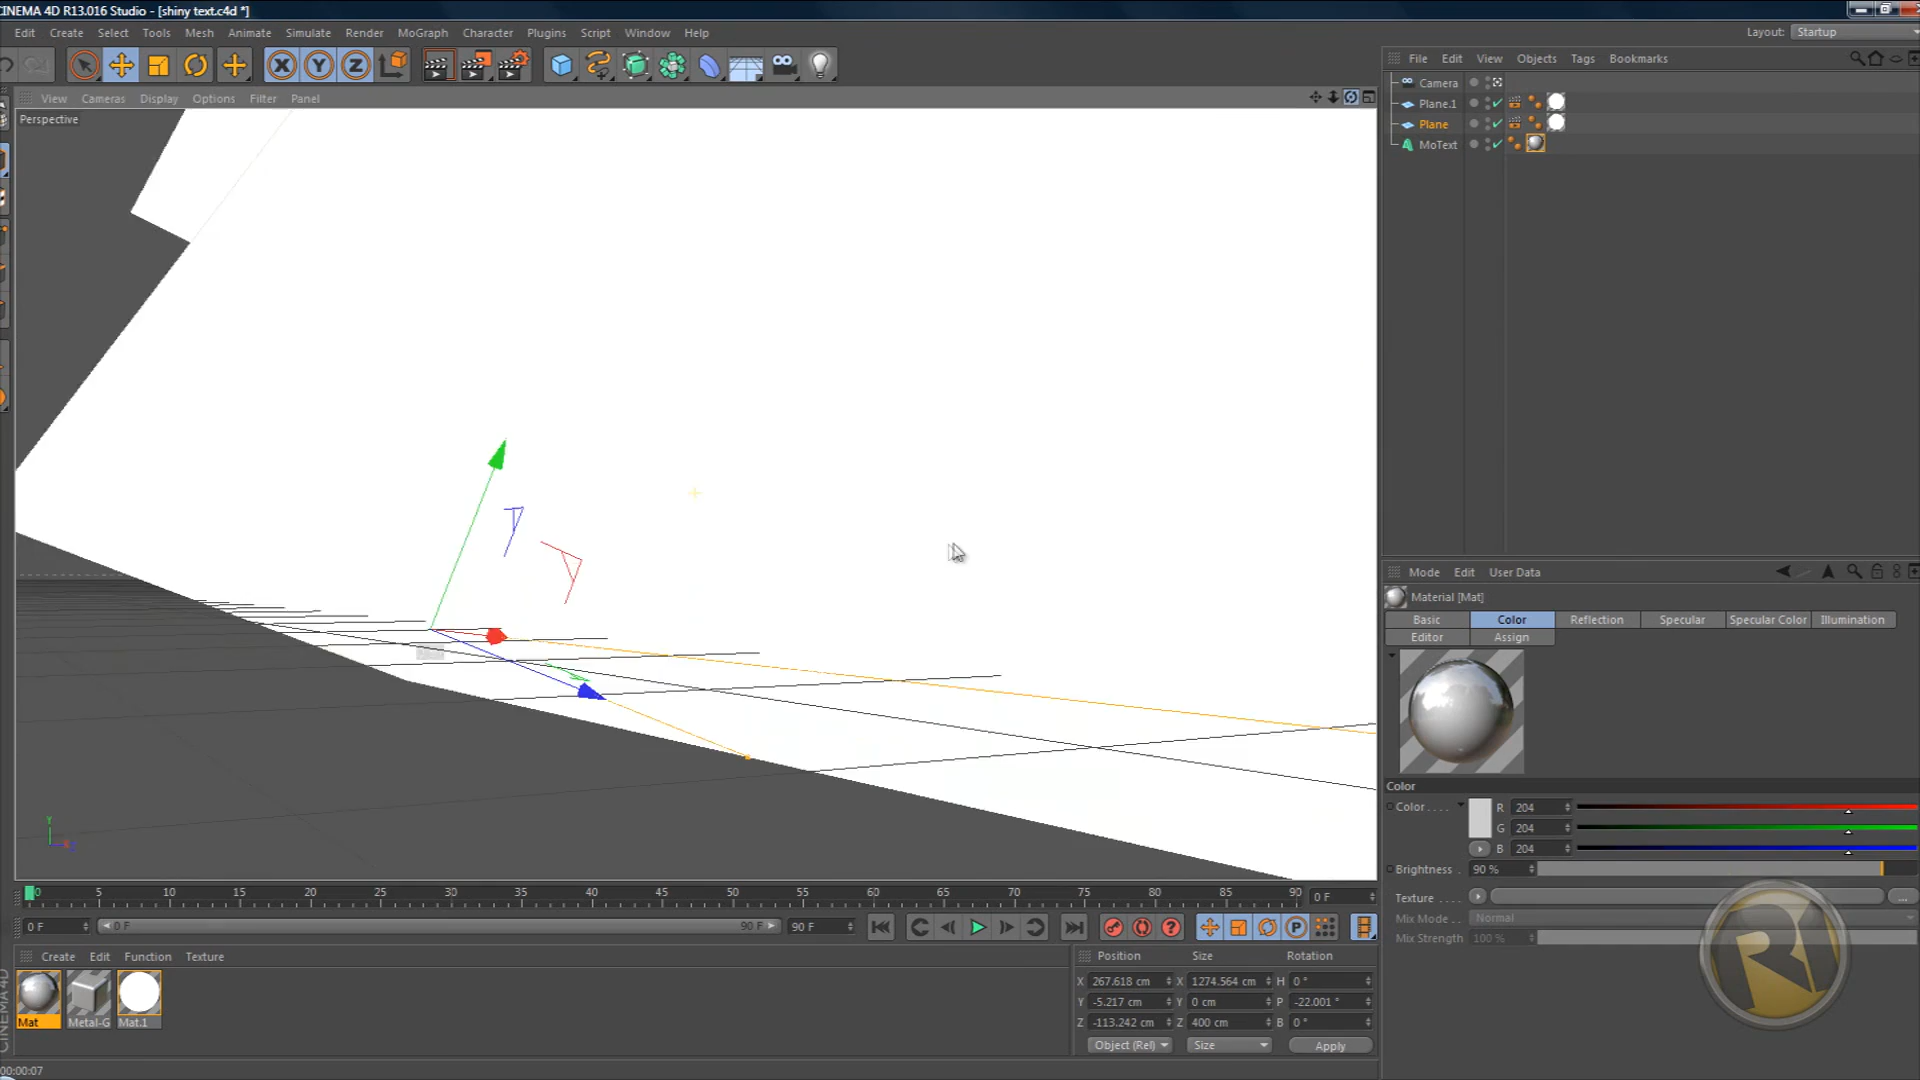 CINEMA 4D R13.016 Studio - [shiny text.c4d *]
Edit Create Select Tools Mesh Animate Simulate Render MoGraph Character Plugins Script Window Help
Layout: Startup
File Edit View Objects Tags Bookmarks
View Cameras Display Options Filter Panel
Perspective
Camera
Plane.1
Plane
MoText
X Y Z
Mode Edit User Data
Material [Mat]
Basic Color Reflection Specular Specular Color Illumination
Editor Assign
Color
Color . . . . R 204
G 204
B 204
Brightness . 90 %
Texture . . . . ...
Mix Mode . Normal
Mix Strength 100 %
Y
0 5 10 15 20 25 30 35 40 45 50 55 60 65 70 75 80 85 90 0 F
0 F 0 F 90 F 90 F
P
Create Edit Function Texture
Mat Metal-G Mat.1
Position Size Rotation
X 267.618 cm X 1274.564 cm H 0 °
Y -5.217 cm Y 0 cm P -22.001 °
Z -113.242 cm Z 400 cm B 0 °
Object (Rel) Size Apply
CINEMA 4D
00:00:07
R